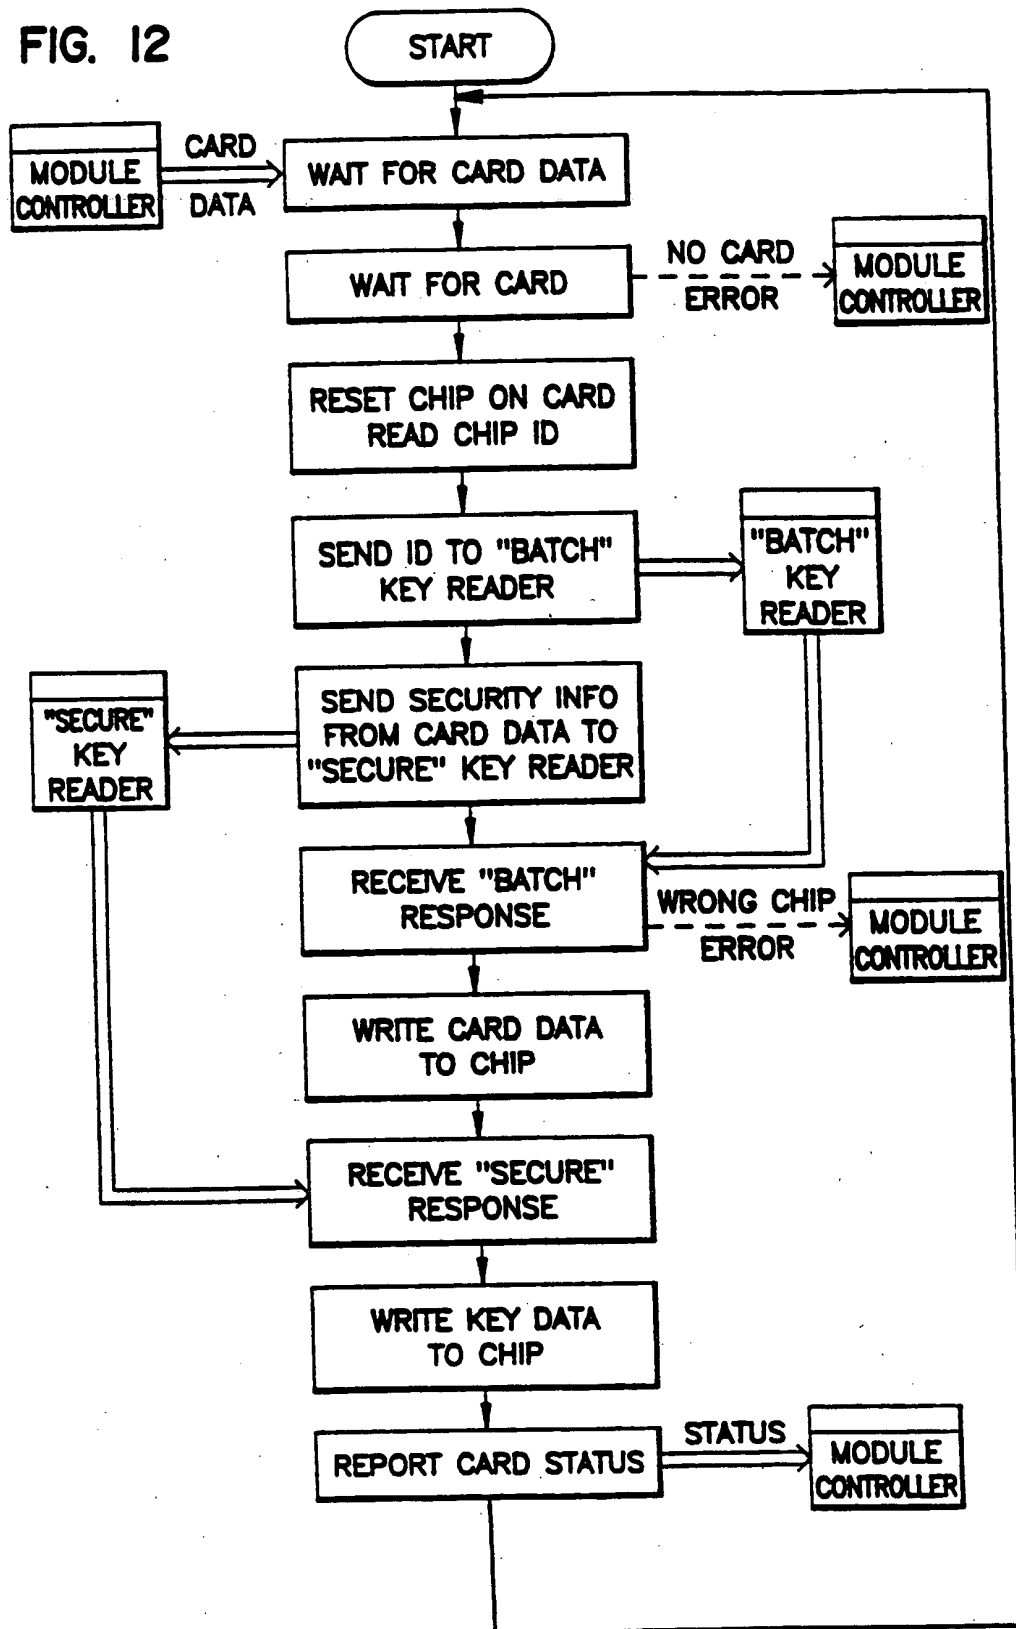 FIG. 12
START
CARD
DATA
MODULE
CONTROLLER
WAIT FOR CARD DATA
WAIT FOR CARD
NO CARD
ERROR
MODULE
CONTROLLER
RESET CHIP ON CARD
READ CHIP ID
SEND ID TO "BATCH"
KEY READER
"BATCH"
KEY
READER
SEND SECURITY INFO
FROM CARD DATA TO
"SECURE" KEY READER
"SECURE"
KEY
READER
RECEIVE "BATCH"
RESPONSE
WRONG CHIP
ERROR
MODULE
CONTROLLER
WRITE CARD DATA
TO CHIP
RECEIVE "SECURE"
RESPONSE
WRITE KEY DATA
TO CHIP
REPORT CARD STATUS
STATUS
MODULE
CONTROLLER